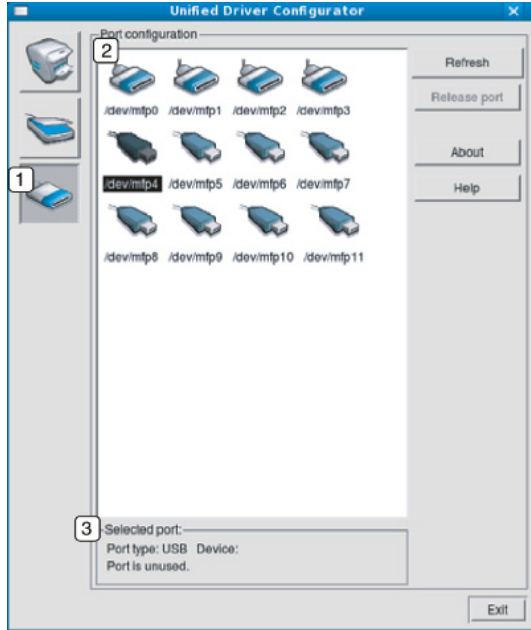 Unified Driver Configurator
Port configuration
2
Refresh
/dev/mfp0 /dev/mfp1 /dev/mfp2 /dev/mfp3
Release port
About
1
/dev/mfp4 /dev/mfp5 /dev/mfp6 /dev/mfp7
Help
/dev/mfp8 /dev/mfp9 /dev/mfp10 /dev/mfp11
3
Selected port:
Port type: USB Device:
Port is unused.
Exit